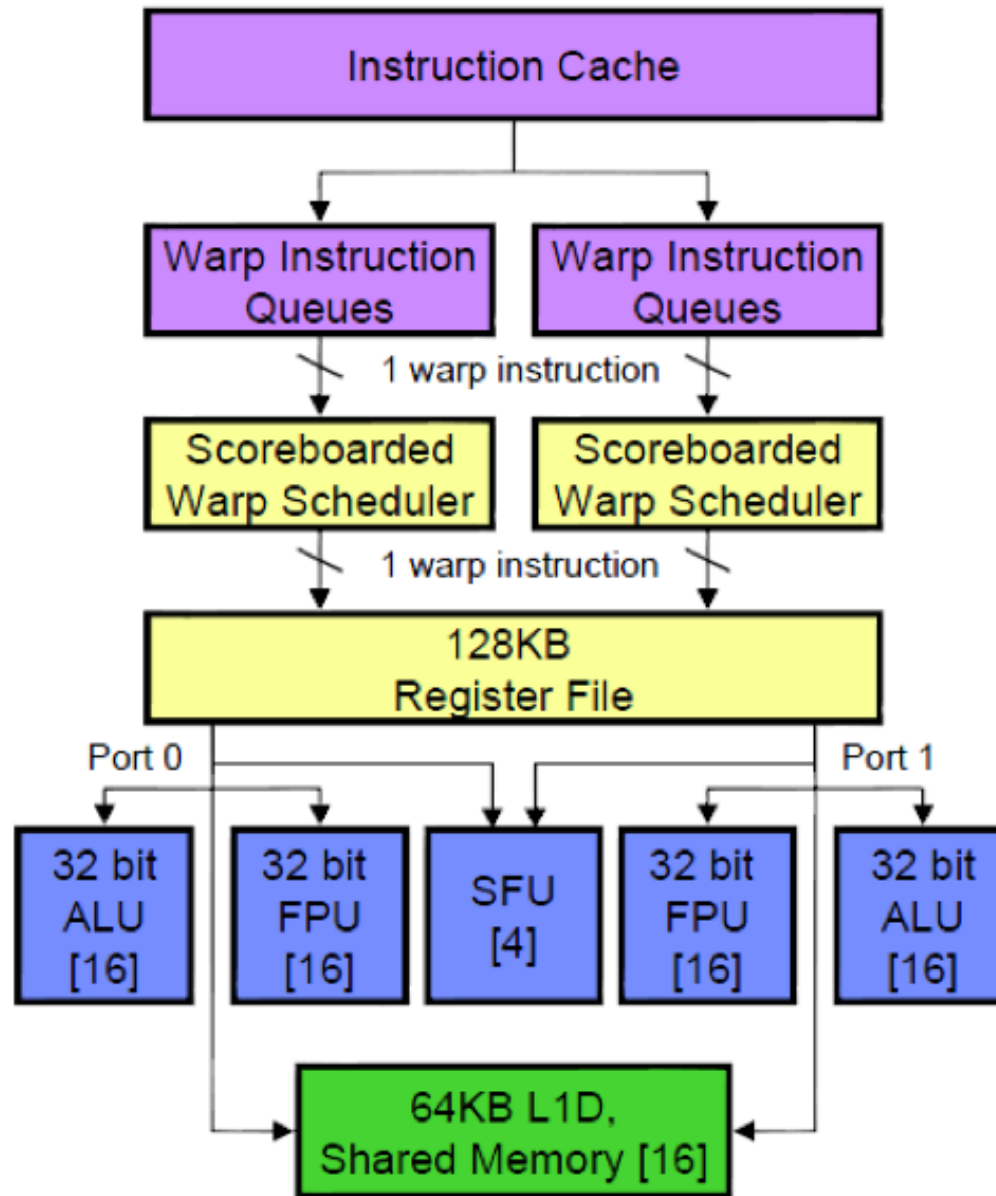 Instruction Cache
Warp Instruction
Queues
Warp Instruction
Queues
1 warp instruction
Scoreboarded
Warp Scheduler
Scoreboarded
Warp Scheduler
1 warp instruction
128KB
Register File
Port 0
Port 1
32 bit
ALU
[16]
32 bit
FPU
[16]
SFU
[4]
32 bit
FPU
[16]
32 bit
ALU
[16]
64KB L1D,
Shared Memory [16]